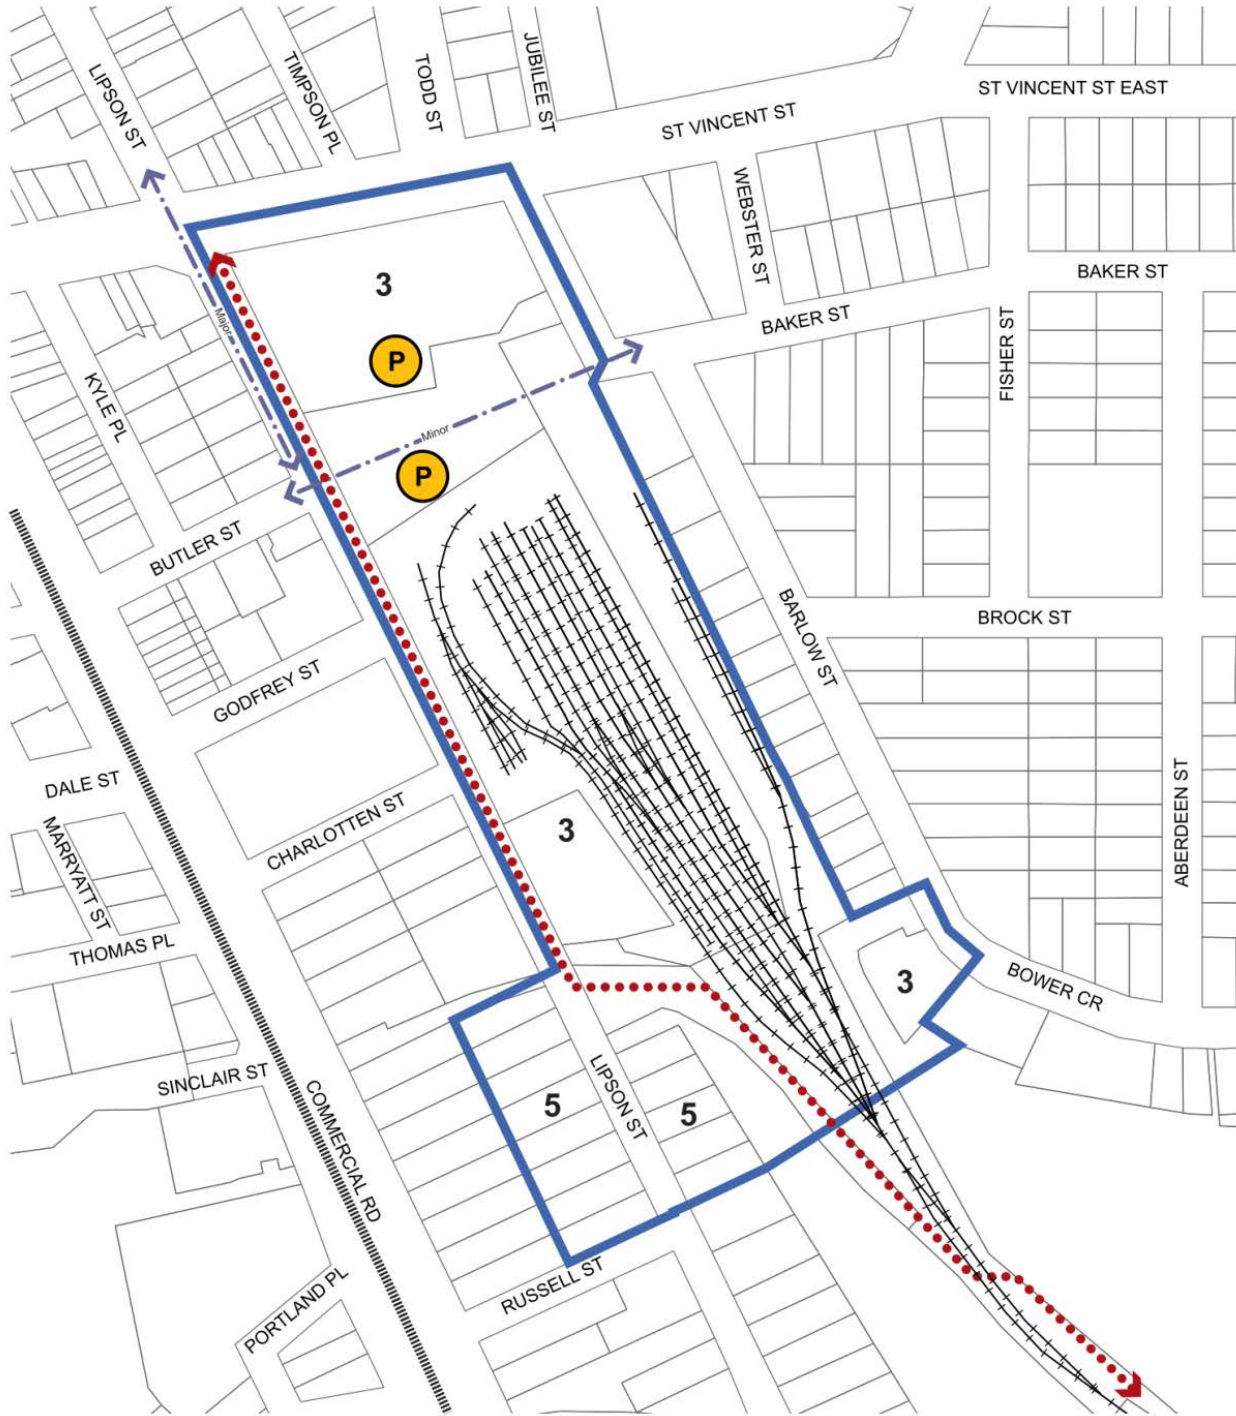 LIPSON ST
TIMPSON PL
TODD ST
JUBILEE ST
ST VINCENT ST
ST VINCENT ST EAST
WEBSTER ST
BAKER ST
3
Major
P
BAKER ST
FISHER ST
KYLE PL
Minor
P
BUTLER ST
BARLOW ST
BROCK ST
GODFREY ST
DALE ST
CHARLOTTEN ST
3
MARRYATT ST
ABERDEEN ST
THOMAS PL
3
BOWER CR
SINCLAIR ST
COMMERCIAL RD
5
LIPSON ST
5
RUSSELL ST
PORTLAND PL